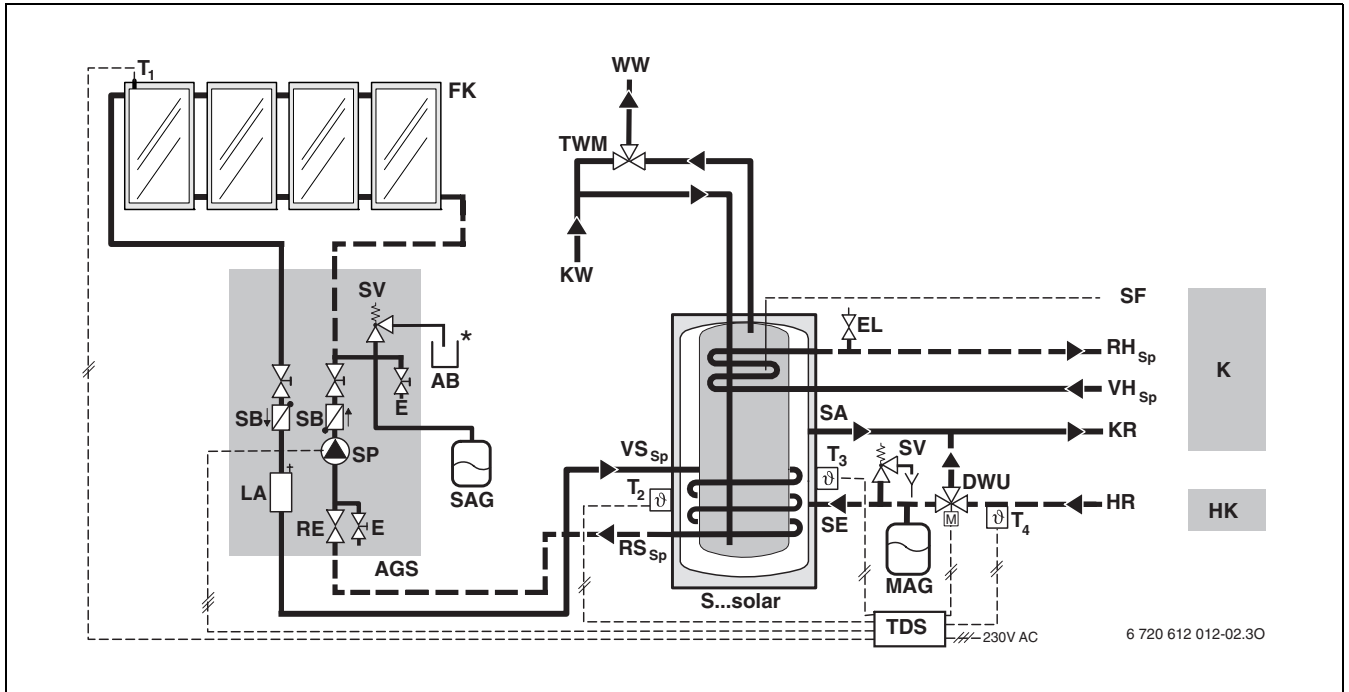 T1
FK
WW
TWM
KW
SV
AB *
E
SB SB
SP
LA
SAG
RE E
AGS
VSSp
T2 ϑ
RSSp
S...solar
SF
EL
RHSp
VHSp
K
SA
KR
T3
ϑ
SV
DWU
M
HR
HK
SE
ϑ T4
MAG
TDS
230V AC
6 720 612 012-02.3O
+